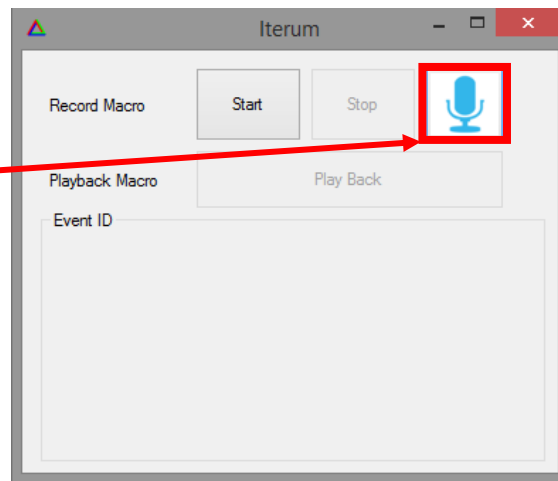 Iterum
Record Macro Start Stop
Playback Macro Play Back
Event ID